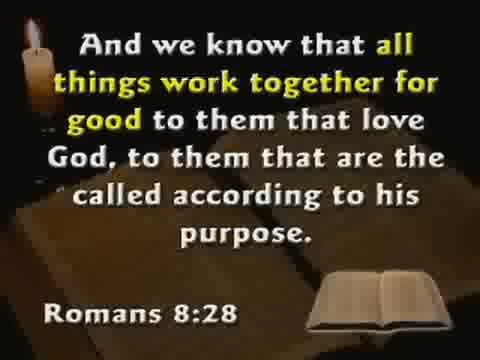 And we know that all
things work together for
good to them that love
God, to them that are the
called according to his
purpose.
Romans 8:28